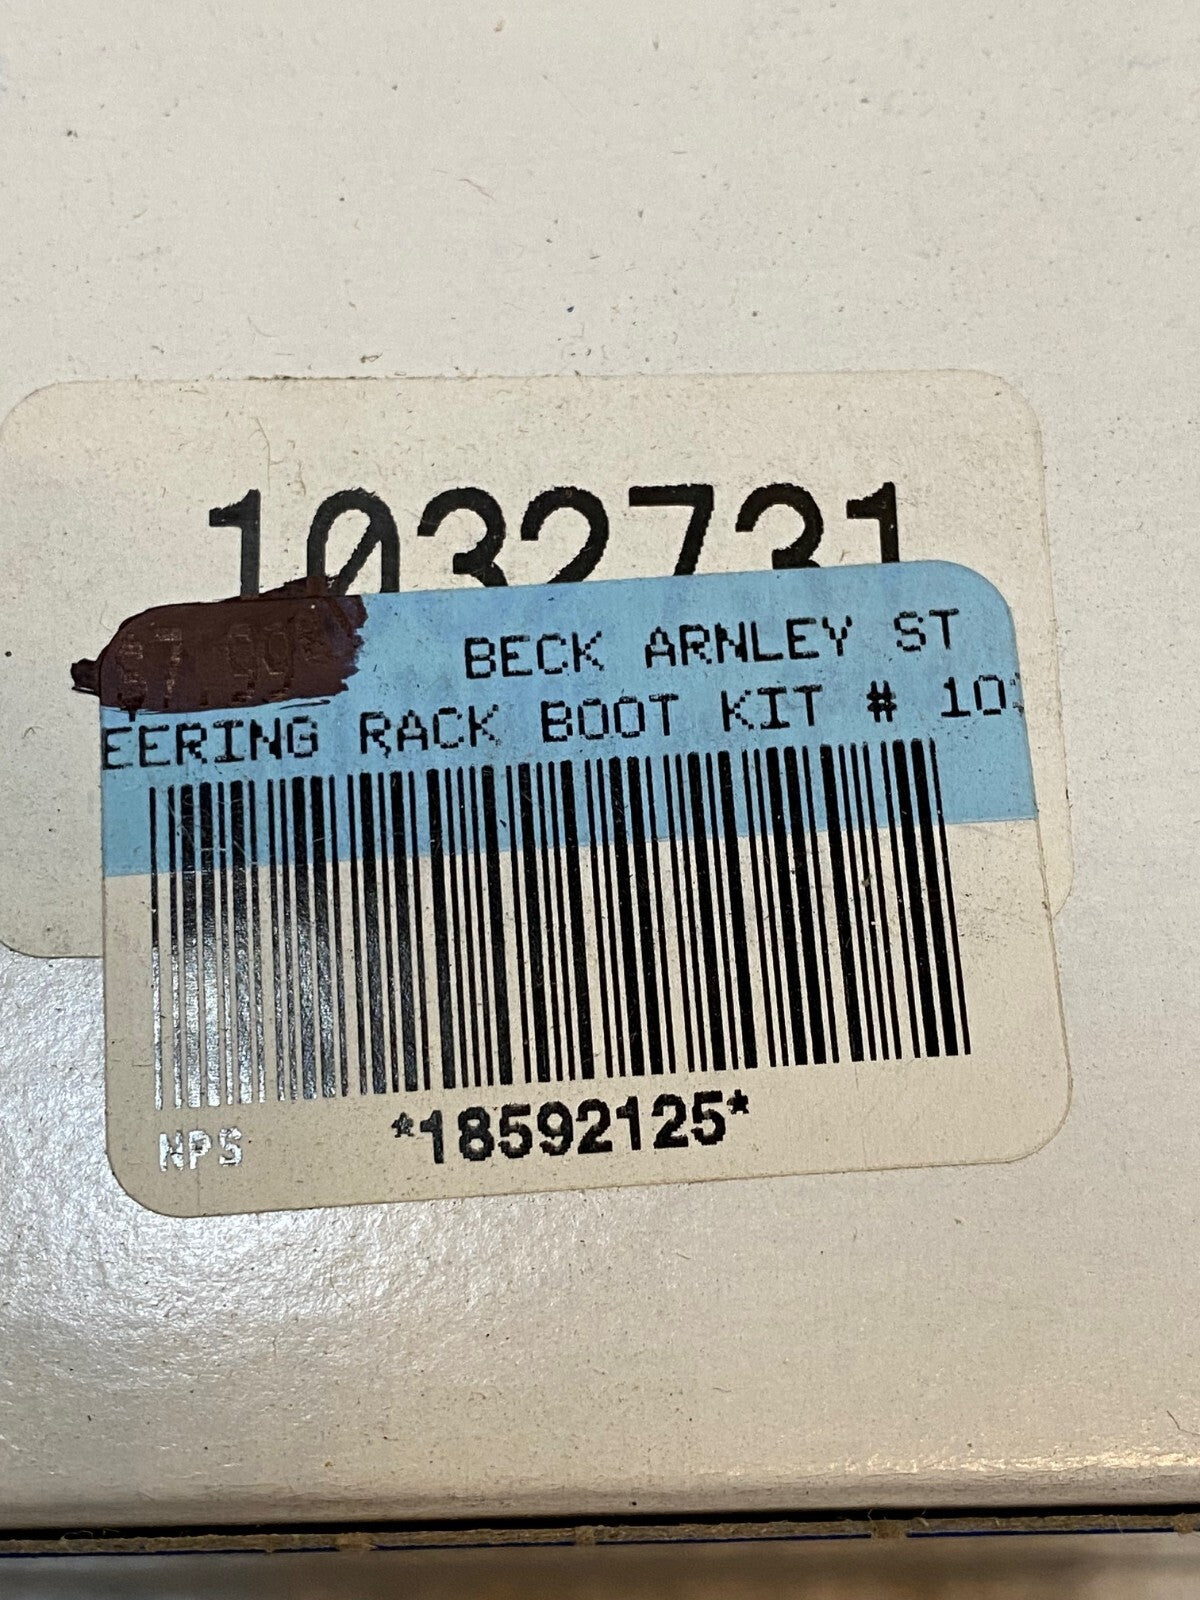 1032731
BECK ARNLEY ST
EERING RACK BOOT KIT # 10
*18592125*
NPS